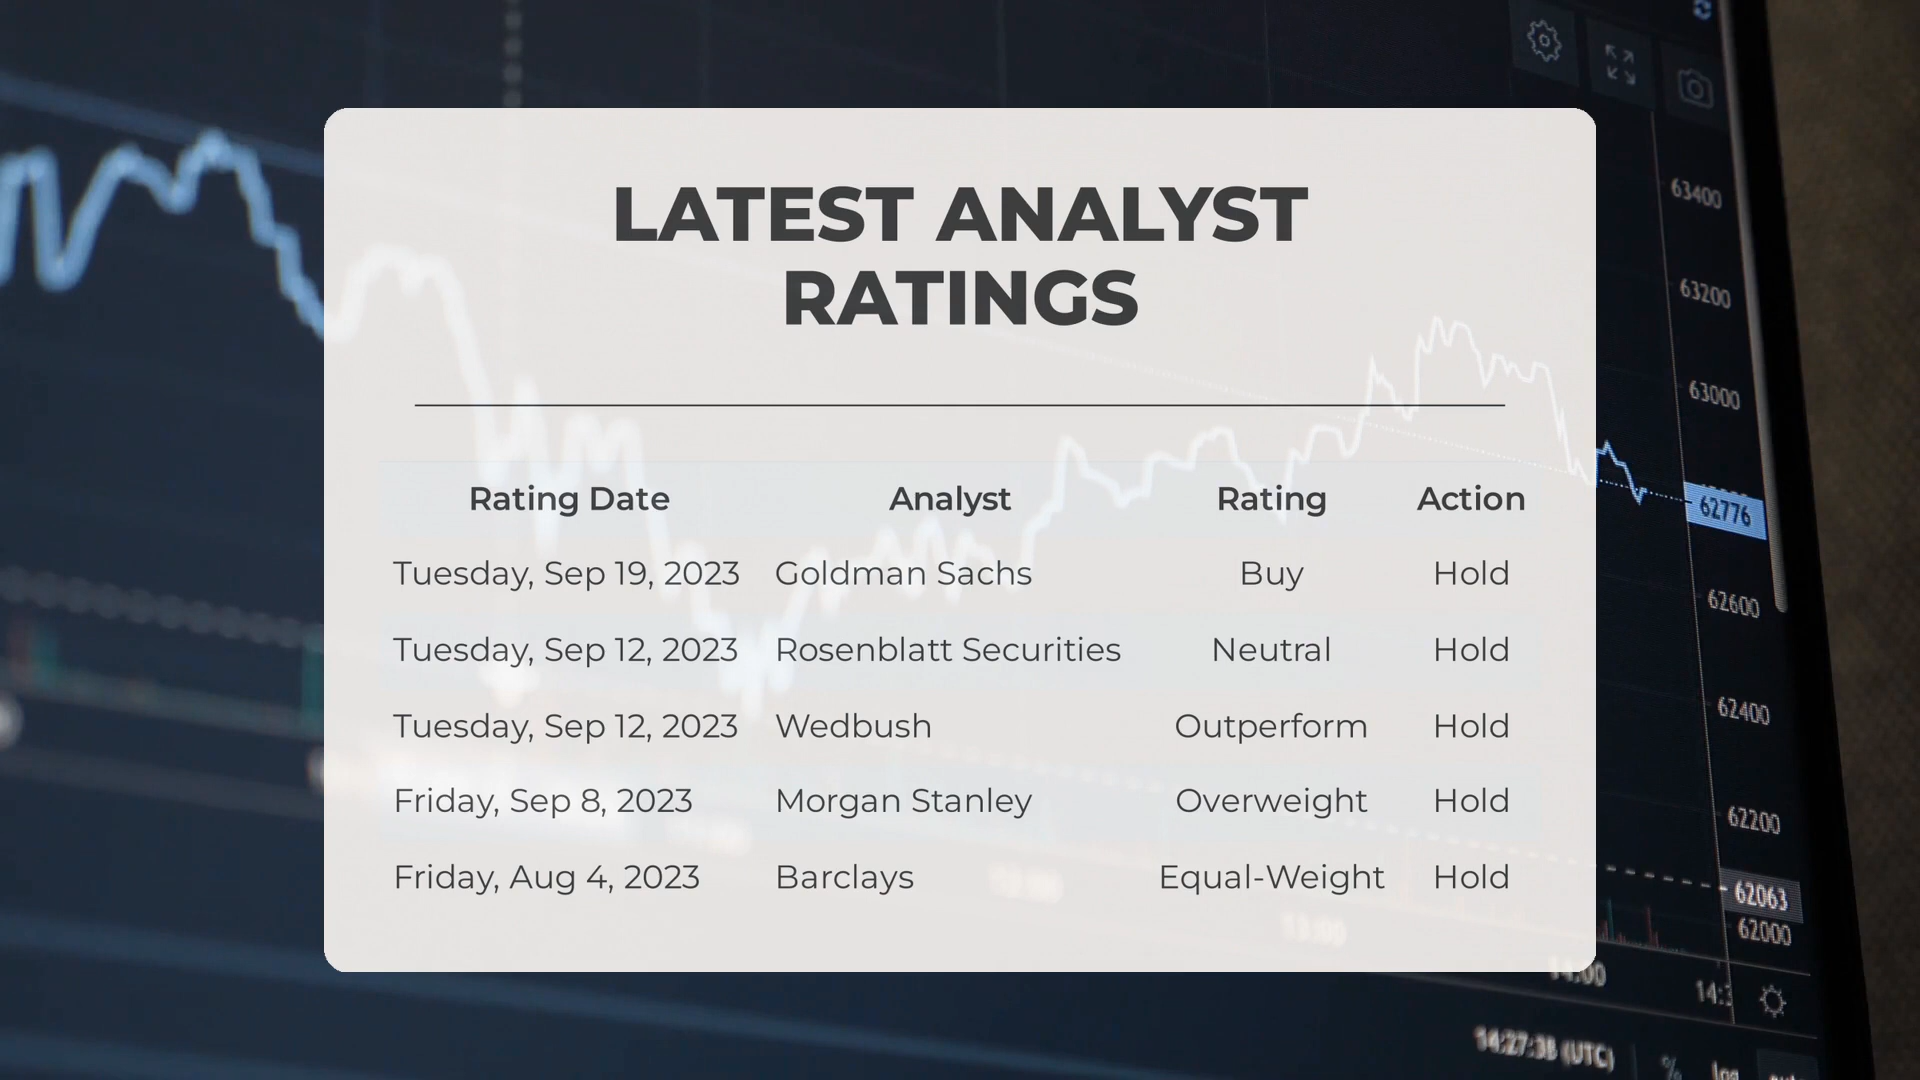 LATEST ANALYST
RATINGS
Rating Date Analyst Rating Action
Tuesday, Sep 19, 2023 Goldman Sachs Buy Hold
Tuesday, Sep 12, 2023 Rosenblatt Securities Neutral Hold
Tuesday, Sep 12, 2023 Wedbush Outperform Hold
Friday, Sep 8, 2023 Morgan Stanley Overweight Hold
Friday, Aug 4, 2023 Barclays Equal-Weight Hold
63400
63200
63000
62776
62600
62400
62200
62063
62000
14:27:38 (UTC)
%